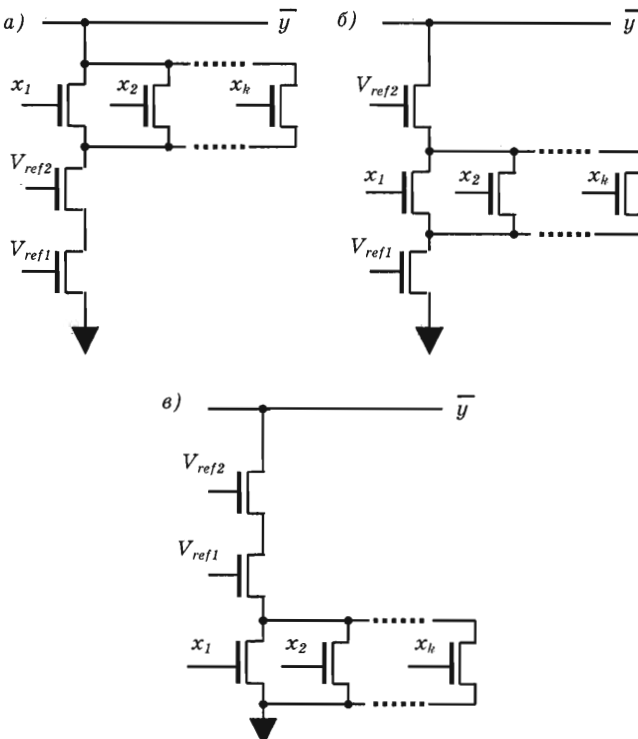 а)
y̅
x₁
x₂
xₖ
V_ref2
V_ref1
б)
y̅
V_ref2
x₁
x₂
xₖ
V_ref1
в)
y̅
V_ref2
V_ref1
x₁
x₂
xₖ